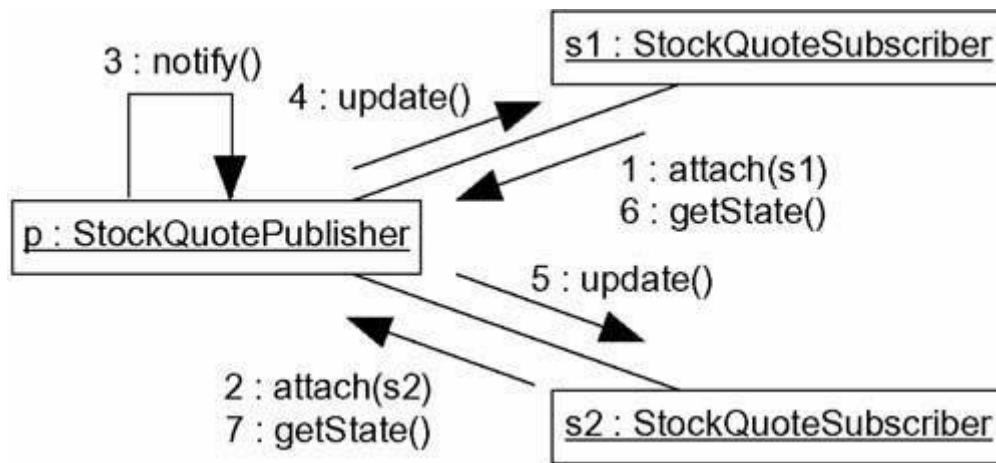 s1 : StockQuoteSubscriber
3 : notify()
4 : update()
1 : attach(s1)
6 : getState()
p : StockQuotePublisher
5 : update()
2 : attach(s2)
7 : getState()
s2 : StockQuoteSubscriber